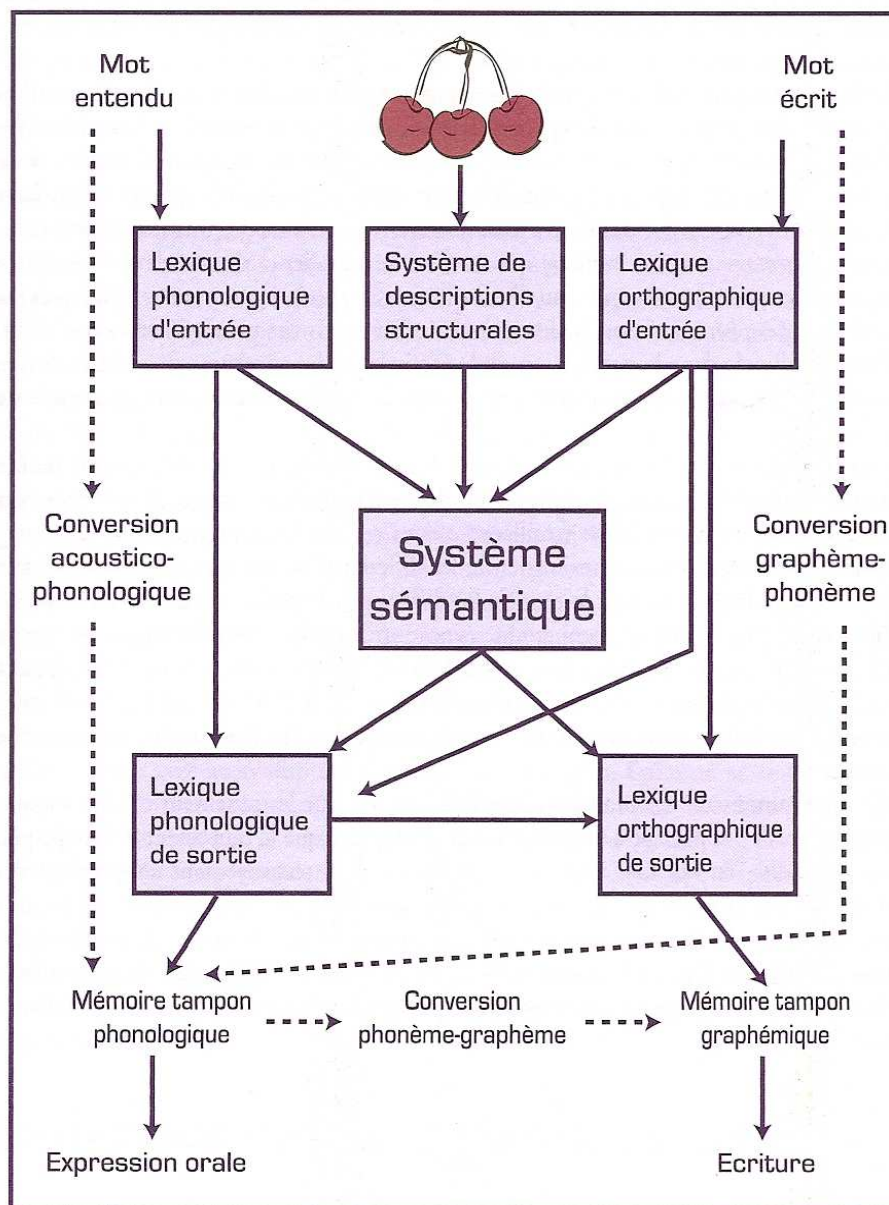 Mot
entendu
Mot
écrit
Lexique
phonologique
d'entrée
Système de
descriptions
structurales
Lexique
orthographique
d'entrée
Conversion
acoustico-
phonologique
Système
sémantique
Conversion
graphème-
phonème
Lexique
phonologique
de sortie
Lexique
orthographique
de sortie
Mémoire tampon
phonologique
Conversion
phonème-graphème
Mémoire tampon
graphémique
Expression orale
Ecriture